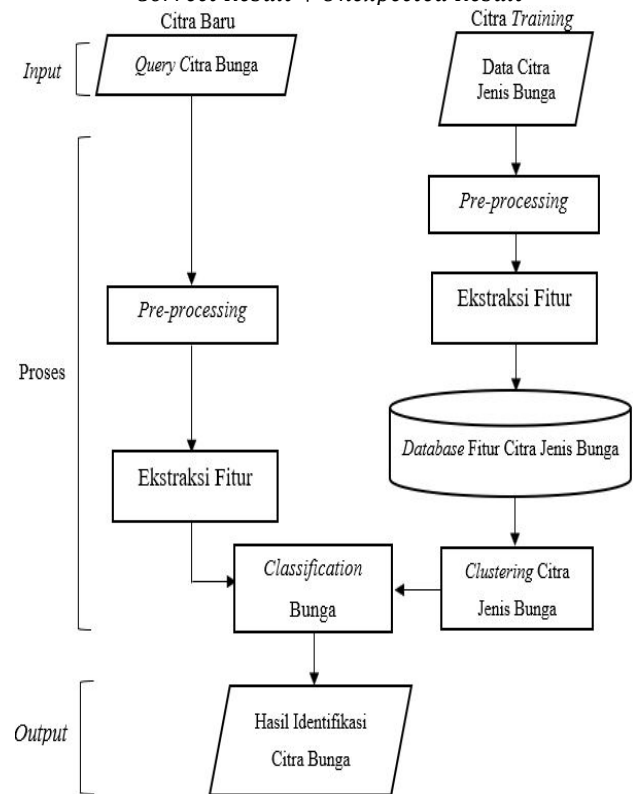 Correct Result + Unexpected Result
Citra Baru
Citra Training
Input
Query Citra Bunga
Data Citra
Jenis Bunga
Pre-processing
Ekstraksi Fitur
Pre-processing
Proses
Database Fitur Citra Jenis Bunga
Ekstraksi Fitur
Classification
Bunga
Clustering Citra
Jenis Bunga
Output
Hasil Identifikasi
Citra Bunga